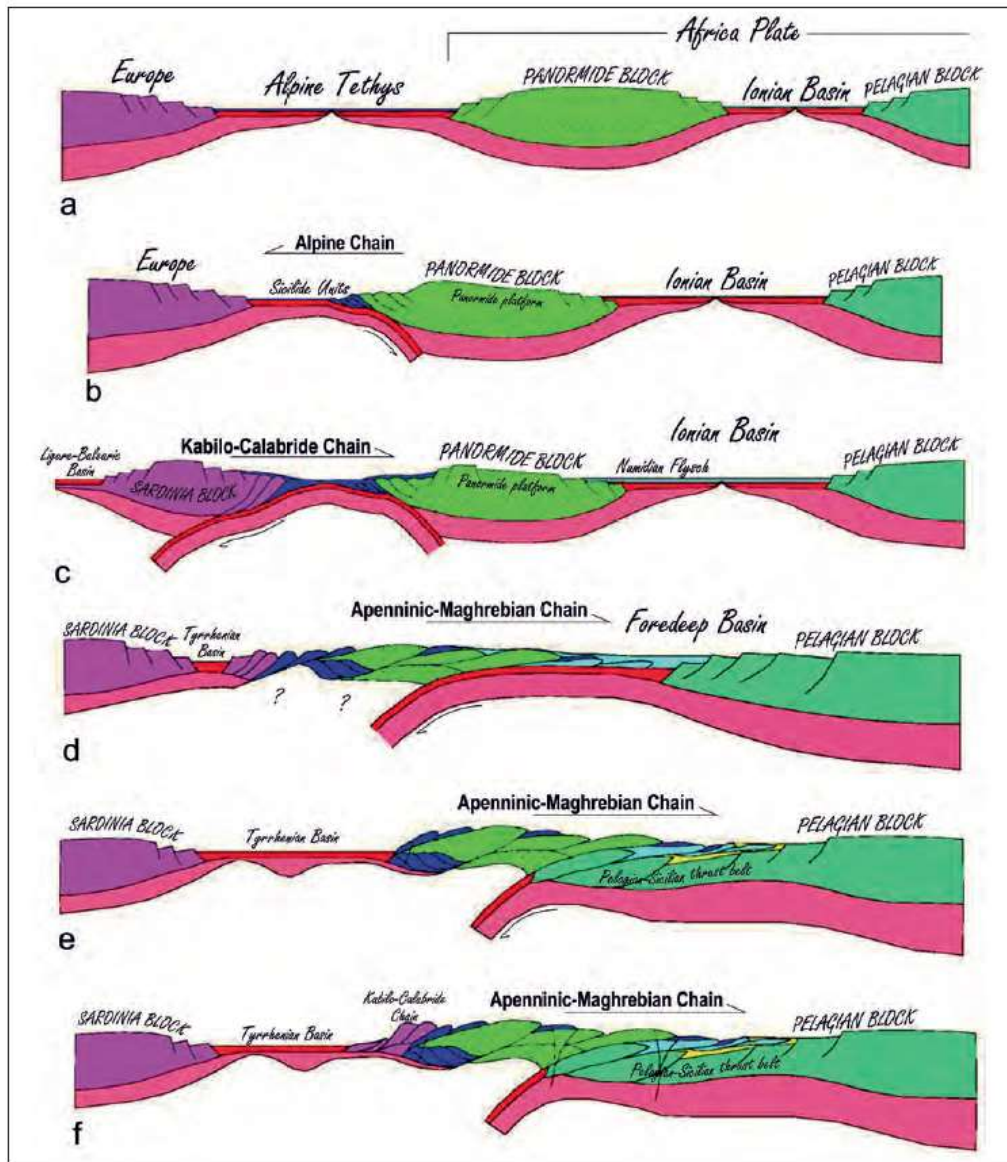 Africa Plate
Europe
Alpine Tethys
PANORMIDE BLOCK
Ionian Basin
PELAGIAN BLOCK
a
Alpine Chain
Europe
Sicilide Units
PANORMIDE BLOCK
Panormide platform
Ionian Basin
PELAGIAN BLOCK
b
Ligure-Balearic
Basin
Kabilo-Calabride Chain
SARDINIA BLOCK
PANORMIDE BLOCK
Panormide platform
Ionian Basin
Numidian Flysch
PELAGIAN BLOCK
c
Apenninic-Maghrebian Chain
SARDINIA BLOCK
Tyrrhenian
Basin
Foredeep Basin
PELAGIAN BLOCK
?
?
d
Apenninic-Maghrebian Chain
SARDINIA BLOCK
Tyrrhenian Basin
PELAGIAN BLOCK
Pelagian-Sicilian thrust belt
e
Kabilo-Calabride
Chain
Apenninic-Maghrebian Chain
SARDINIA BLOCK
Tyrrhenian Basin
PELAGIAN BLOCK
Pelagian-Sicilian thrust belt
f